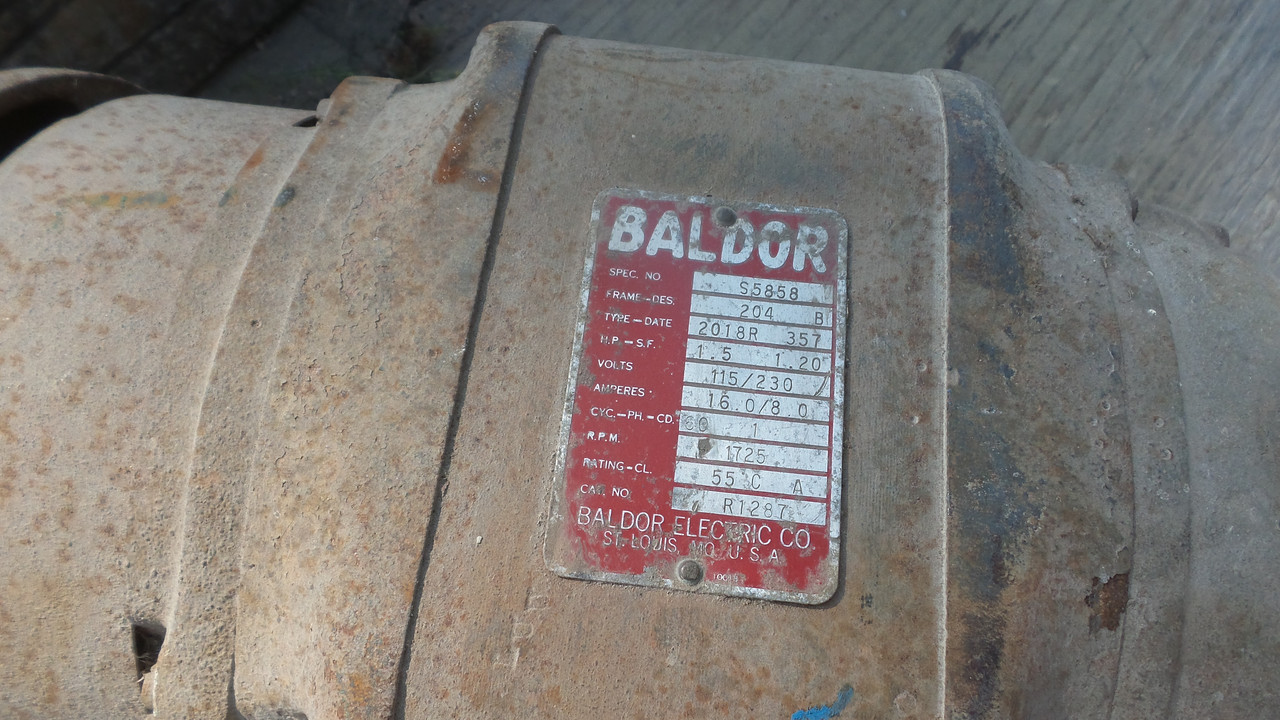 BALDOR
SPEC. NO. S5858
FRAME-DES. 204 B
TYPE-DATE 2018R 357
H.P.-S.F. 1.5 1.20
VOLTS 115/230
AMPERES 16.0/8.0
CYC.-PH.-CD. 60 1
R.P.M. 1725
RATING-CL. 55 C A
CAT. NO. R1287
BALDOR ELECTRIC CO.
ST. LOUIS, MO. U.S.A.